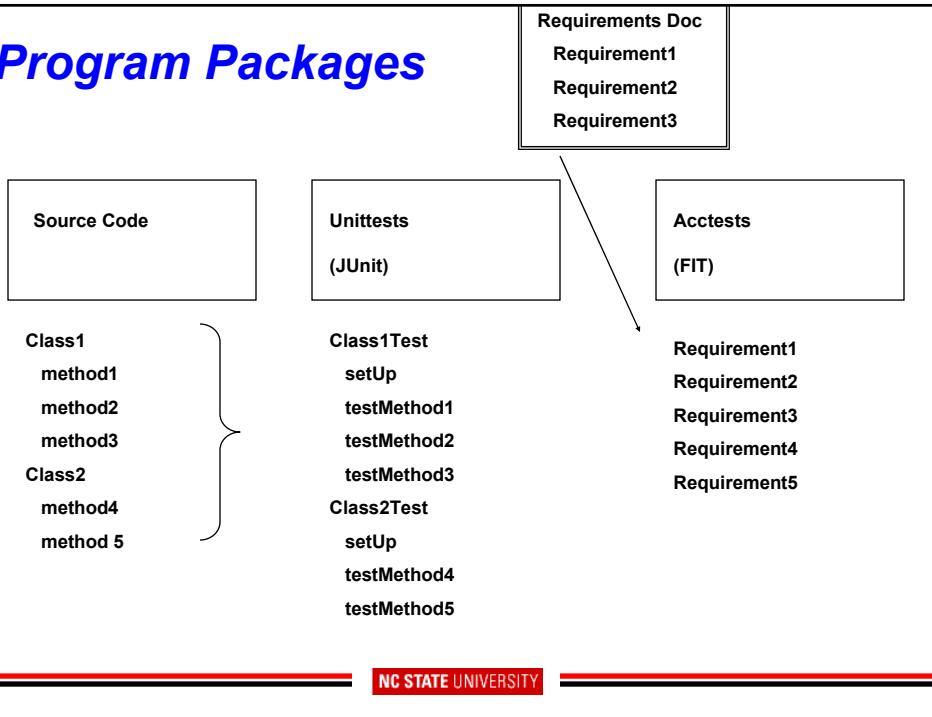 Program Packages
Requirements Doc
Requirement1
Requirement2
Requirement3
Source Code
Class1
method1
method2
method3
Class2
method4
method 5
Unittests
(JUnit)
Class1Test
setUp
testMethod1
testMethod2
testMethod3
Class2Test
setUp
testMethod4
testMethod5
Acctests
(FIT)
Requirement1
Requirement2
Requirement3
Requirement4
Requirement5
NC STATE UNIVERSITY